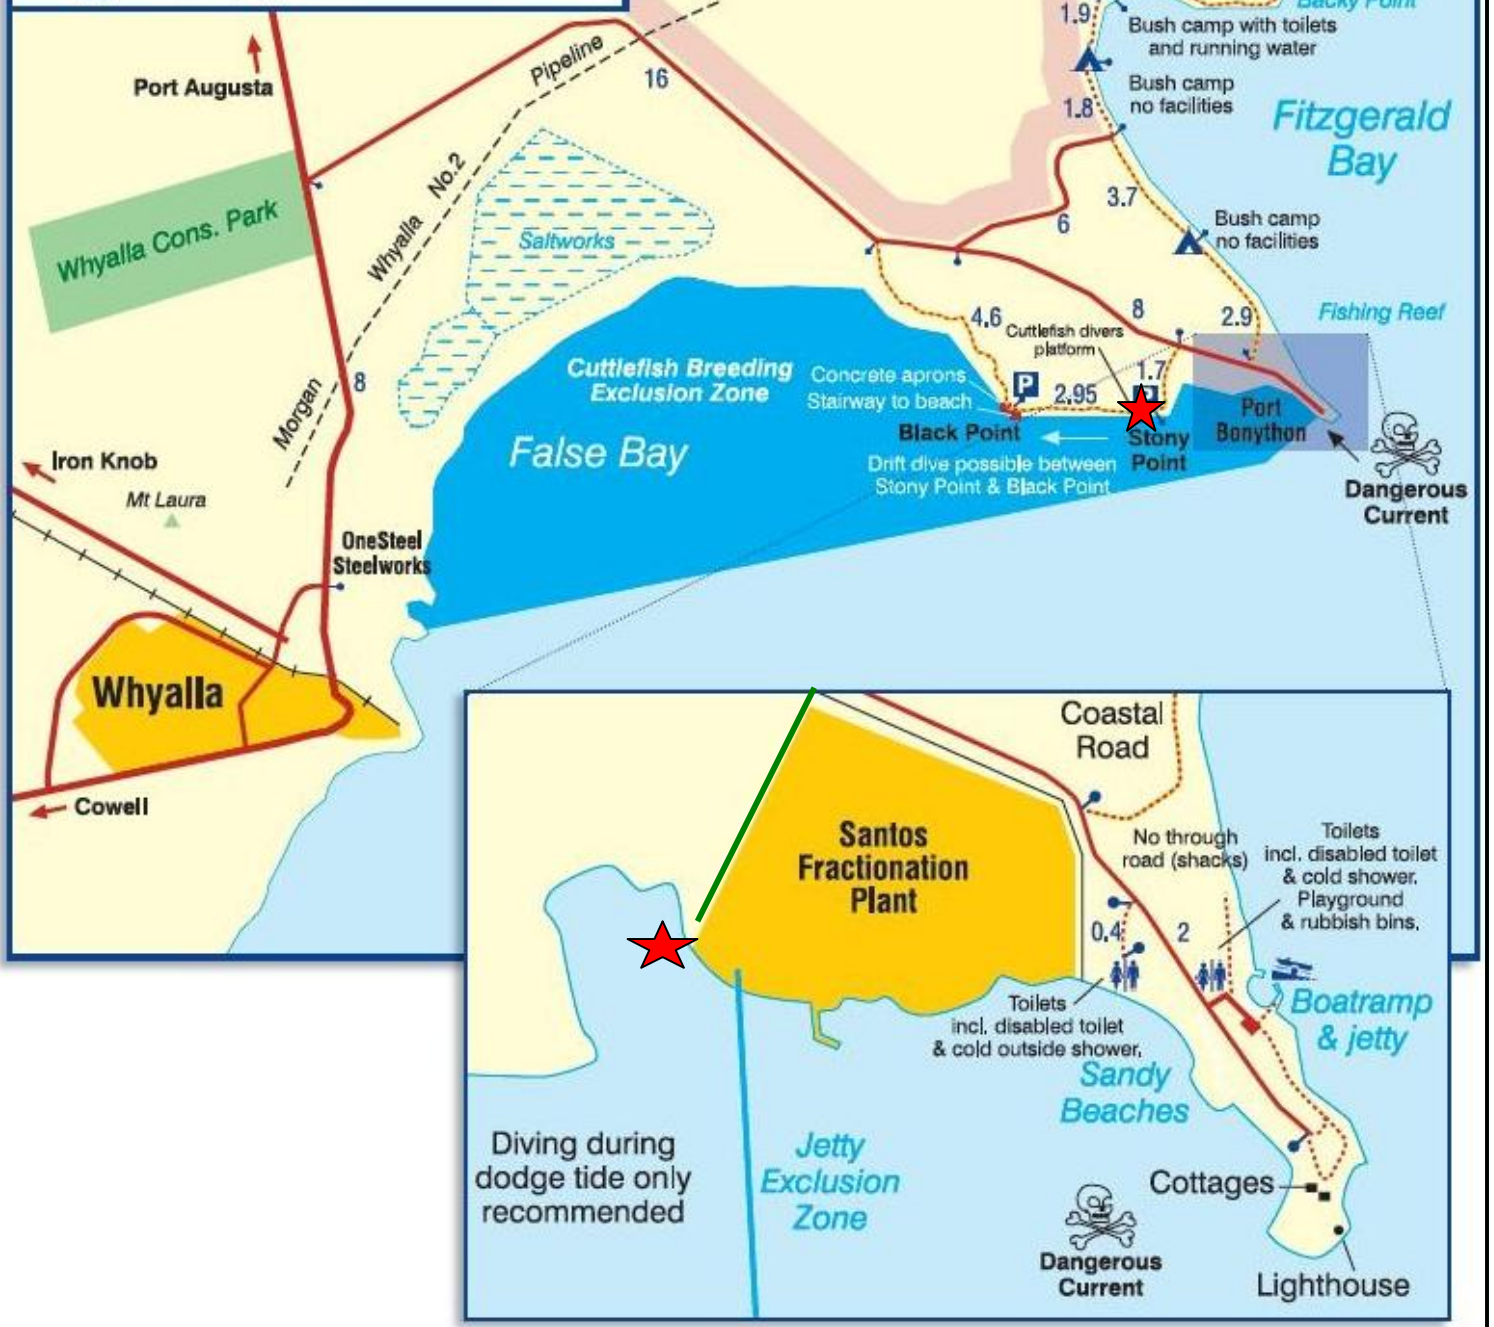 Backy Point
1.9
Bush camp with toilets
and running water
Bush camp
no facilities
1.8
Fitzgerald
Bay
Port Augusta
Pipeline
16
Whyalla
No.2
Morgan
Whyalla Cons. Park
Saltworks
3.7
6
Bush camp
no facilities
Fishing Reef
4.6
8
2.9
Cuttlefish divers
platform
Cuttlefish Breeding
Exclusion Zone
Concrete aprons
Stairway to beach
P
2.95
1.7
8
False Bay
Black Point
Stony
Point
Port
Bonython
Drift dive possible between
Stony Point & Black Point
Dangerous
Current
Iron Knob
Mt Laura
OneSteel
Steelworks
Whyalla
Cowell
Coastal
Road
Santos
Fractionation
Plant
No through
road (shacks)
Toilets
incl. disabled toilet
& cold shower.
Playground
& rubbish bins.
0.4
2
Toilets
incl. disabled toilet
& cold outside shower.
Boatramp
& jetty
Sandy
Beaches
Diving during
dodge tide only
recommended
Jetty
Exclusion
Zone
Cottages
Dangerous
Current
Lighthouse